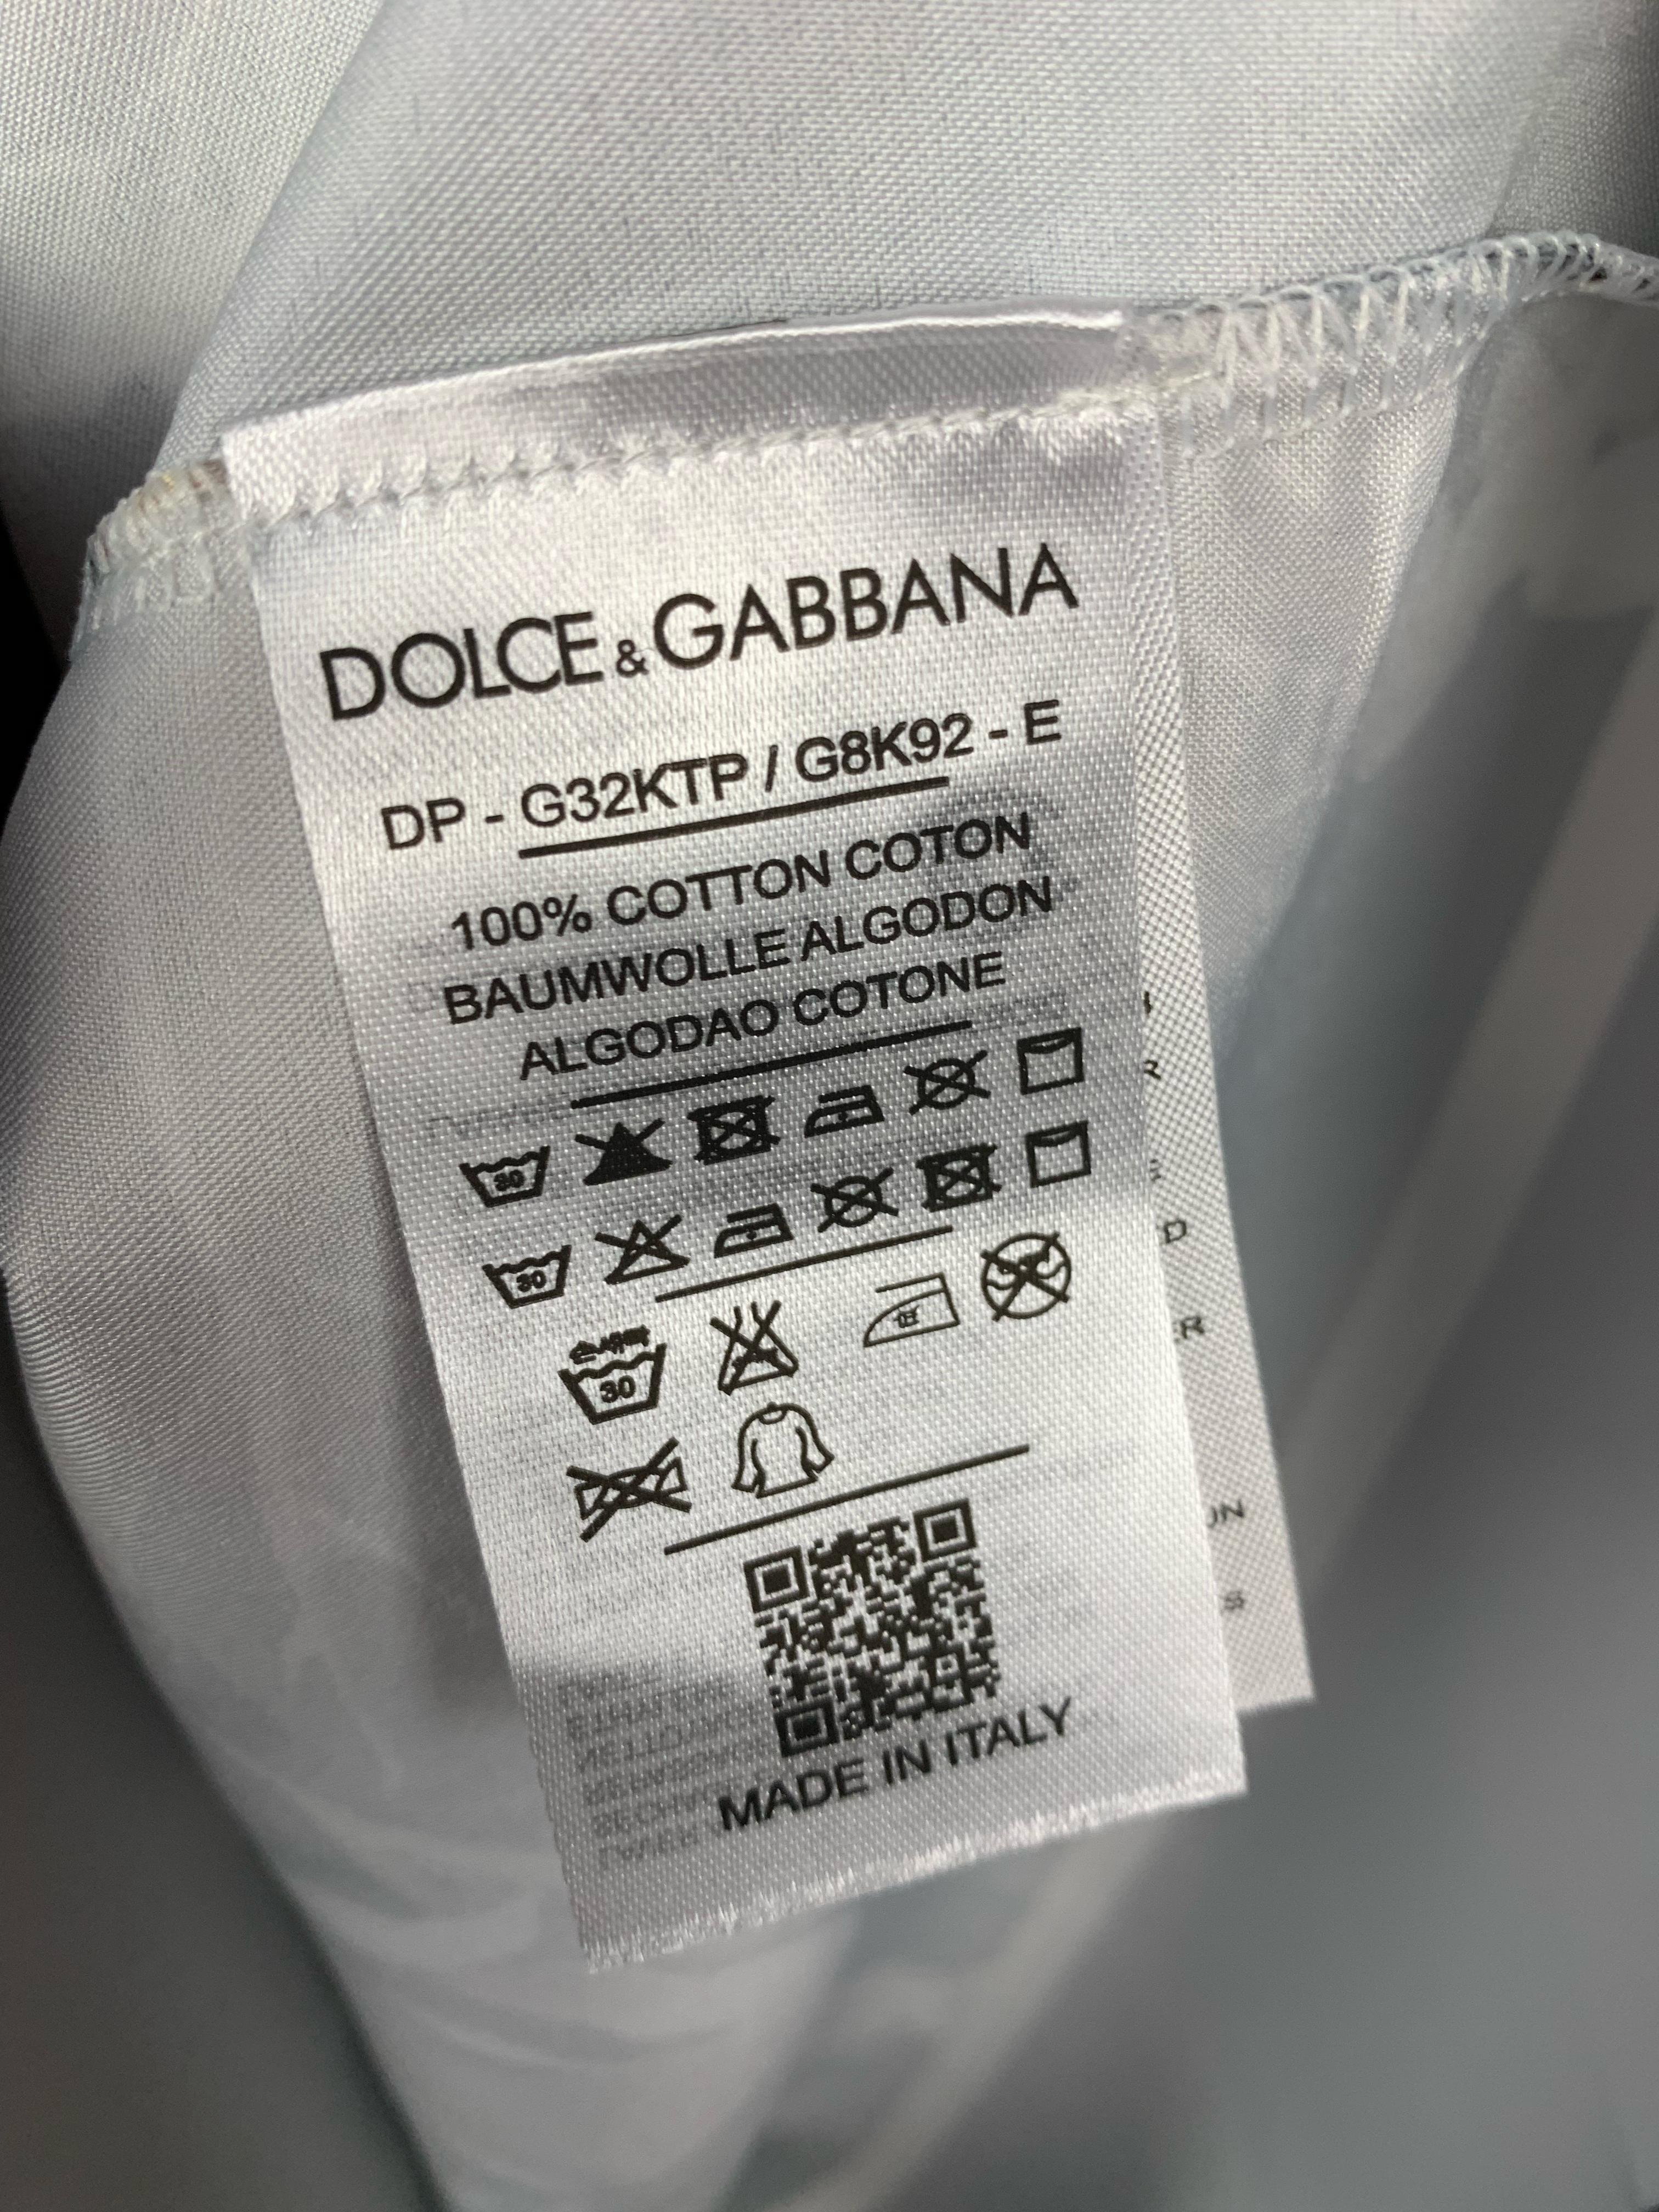 DOLCE & GABBANA
DP - G32KTP / G8K92 - E
100% COTTON COTON
BAUMWOLLE ALGODON
ALGODAO COTONE
30
30
30
MADE IN ITALY